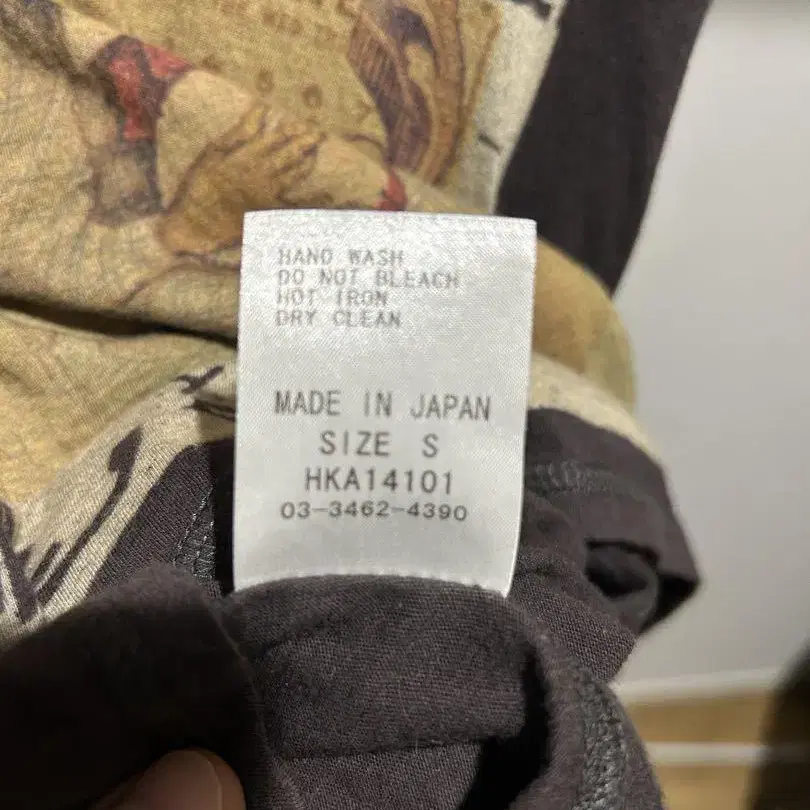 HAND WASH
DO NOT BLEACH
HOT IRON
DRY CLEAN
MADE IN JAPAN
SIZE S
HKA14101
03-3462-4390